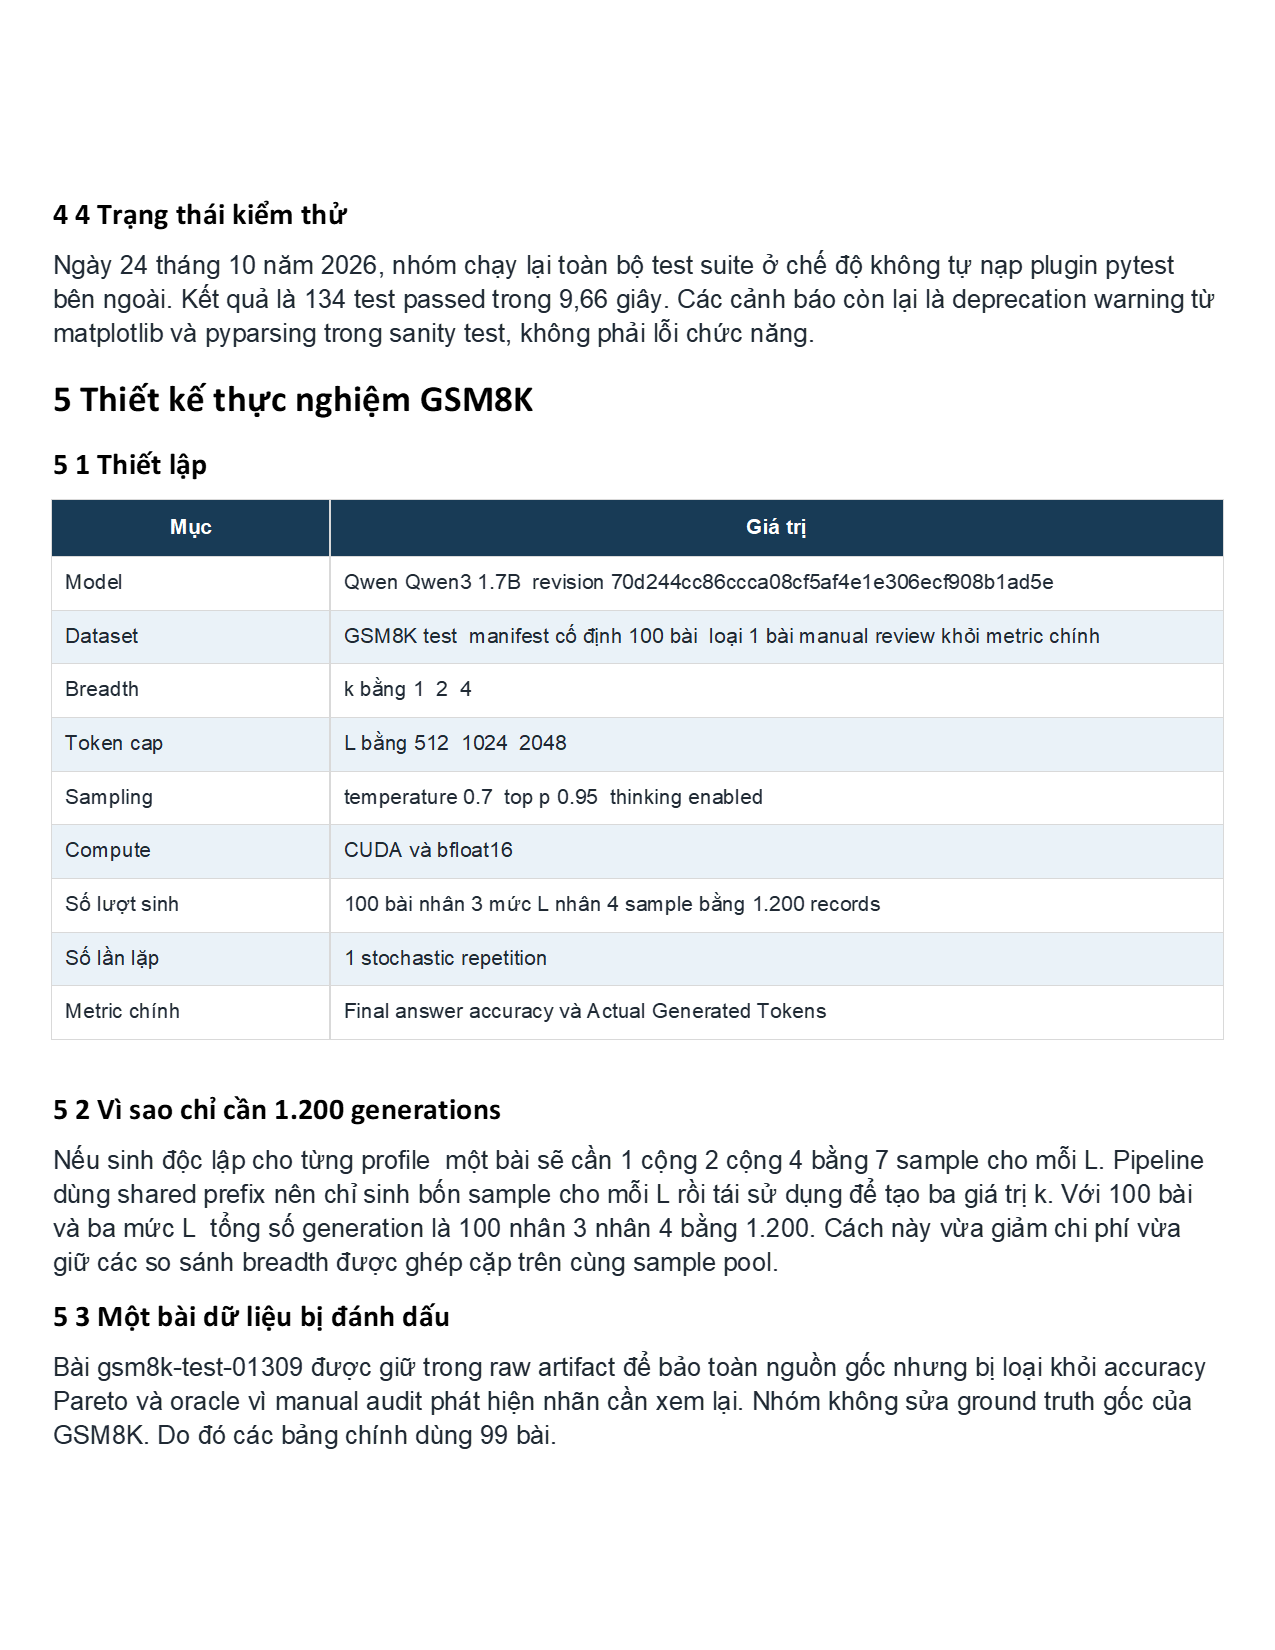 4 4 Trạng thái kiểm thử
Ngày 24 tháng 10 năm 2026, nhóm chạy lại toàn bộ test suite ở chế độ không tự nạp plugin pytest
bên ngoài. Kết quả là 134 test passed trong 9,66 giây. Các cảnh báo còn lại là deprecation warning từ
matplotlib và pyparsing trong sanity test, không phải lỗi chức năng.
5 Thiết kế thực nghiệm GSM8K
5 1 Thiết lập
Mục Giá trị
Model Qwen Qwen3 1.7B revision 70d244cc86ccca08cf5af4e1e306ecf908b1ad5e
Dataset GSM8K test manifest cố định 100 bài loại 1 bài manual review khỏi metric chính
Breadth k bằng 1 2 4
Token cap L bằng 512 1024 2048
Sampling temperature 0.7 top p 0.95 thinking enabled
Compute CUDA và bfloat16
Số lượt sinh 100 bài nhân 3 mức L nhân 4 sample bằng 1.200 records
Số lần lặp 1 stochastic repetition
Metric chính Final answer accuracy và Actual Generated Tokens
5 2 Vì sao chỉ cần 1.200 generations
Nếu sinh độc lập cho từng profile một bài sẽ cần 1 cộng 2 cộng 4 bằng 7 sample cho mỗi L. Pipeline
dùng shared prefix nên chỉ sinh bốn sample cho mỗi L rồi tái sử dụng để tạo ba giá trị k. Với 100 bài
và ba mức L tổng số generation là 100 nhân 3 nhân 4 bằng 1.200. Cách này vừa giảm chi phí vừa
giữ các so sánh breadth được ghép cặp trên cùng sample pool.
5 3 Một bài dữ liệu bị đánh dấu
Bài gsm8k-test-01309 được giữ trong raw artifact để bảo toàn nguồn gốc nhưng bị loại khỏi accuracy
Pareto và oracle vì manual audit phát hiện nhãn cần xem lại. Nhóm không sửa ground truth gốc của
GSM8K. Do đó các bảng chính dùng 99 bài.